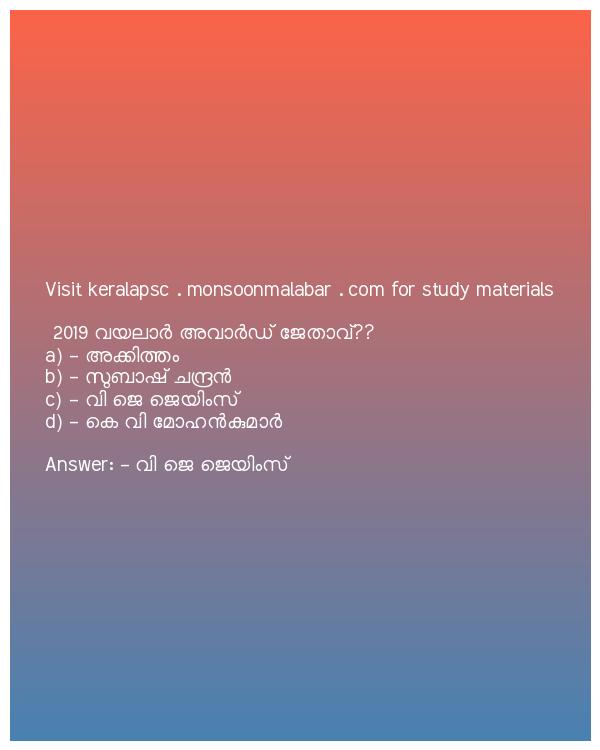 Visit keralapsc . monsoonmalabar . com for study materials
2019 വയലാർ അവാർഡ് ജേതാവ്??
a) - അക്കിത്തം
b) - സുബാഷ് ചന്ദ്രൻ
c) - വി ജെ ജെയിംസ്
d) - കെ വി മോഹൻകുമാർ
Answer: - വി ജെ ജെയിംസ്